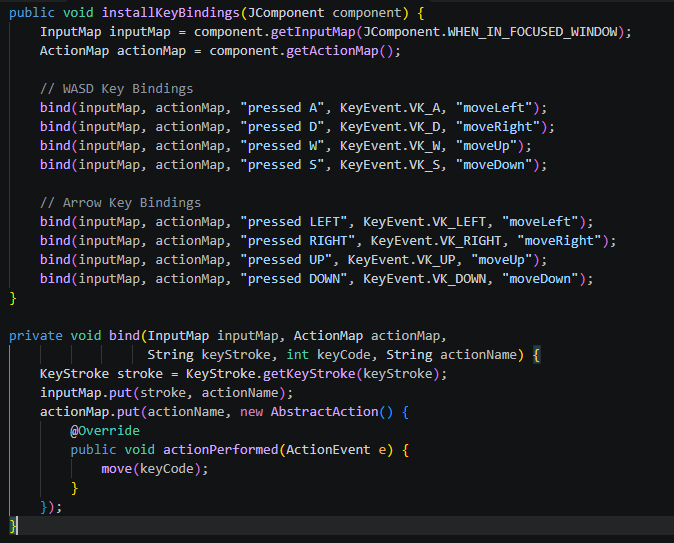 public void installKeyBindings(JComponent component) {
    InputMap inputMap = component.getInputMap(JComponent.WHEN_IN_FOCUSED_WINDOW);
    ActionMap actionMap = component.getActionMap();

    // WASD Key Bindings
    bind(inputMap, actionMap, "pressed A", KeyEvent.VK_A, "moveLeft");
    bind(inputMap, actionMap, "pressed D", KeyEvent.VK_D, "moveRight");
    bind(inputMap, actionMap, "pressed W", KeyEvent.VK_W, "moveUp");
    bind(inputMap, actionMap, "pressed S", KeyEvent.VK_S, "moveDown");

    // Arrow Key Bindings
    bind(inputMap, actionMap, "pressed LEFT", KeyEvent.VK_LEFT, "moveLeft");
    bind(inputMap, actionMap, "pressed RIGHT", KeyEvent.VK_RIGHT, "moveRight");
    bind(inputMap, actionMap, "pressed UP", KeyEvent.VK_UP, "moveUp");
    bind(inputMap, actionMap, "pressed DOWN", KeyEvent.VK_DOWN, "moveDown");
}

private void bind(InputMap inputMap, ActionMap actionMap,
                  String keyStroke, int keyCode, String actionName) {
    KeyStroke stroke = KeyStroke.getKeyStroke(keyStroke);
    inputMap.put(stroke, actionName);
    actionMap.put(actionName, new AbstractAction() {
        @Override
        public void actionPerformed(ActionEvent e) {
            move(keyCode);
        }
    });
}